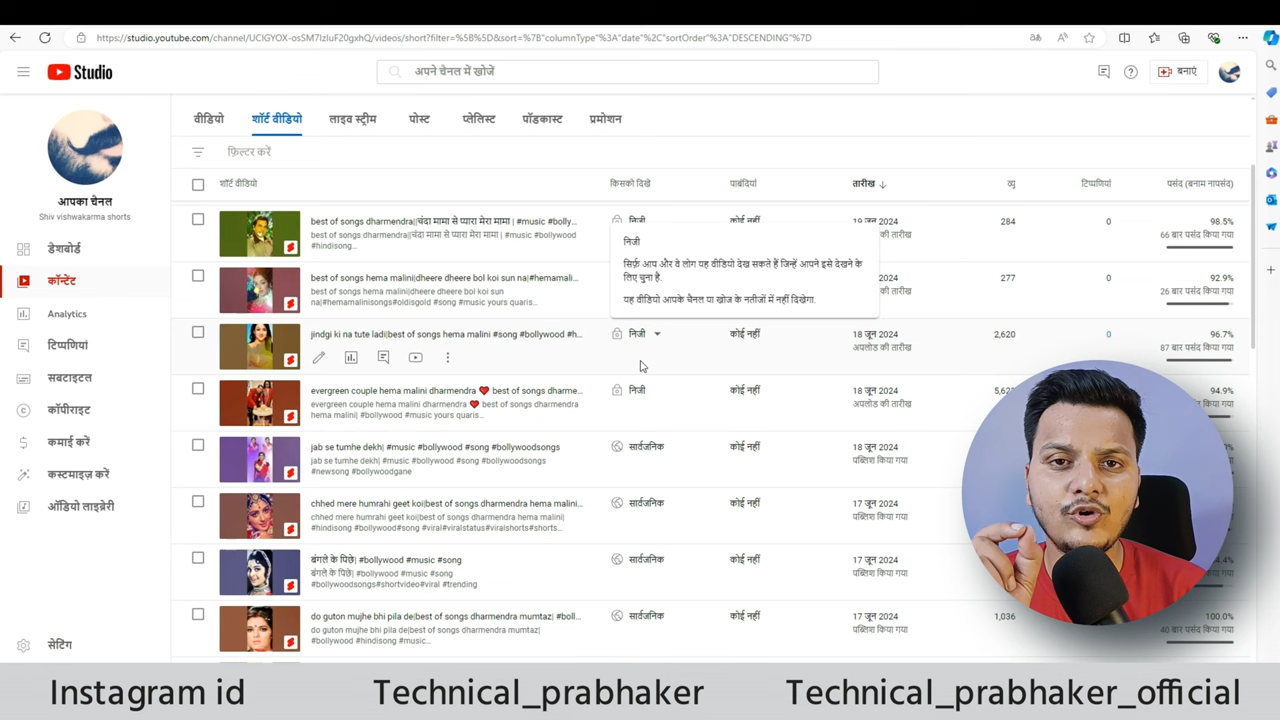 https://studio.youtube.com/channel/UCIGYOX-osSM7IzIuF20gxhQ/videos/short?filter=%5B%5D&sort=%7B"columnType"%3A"date"%2C"sortOrder"%3A"DESCENDING"%7D
Studio
अपने चैनल में खोजें
बनाएं
वीडियो
शॉर्ट वीडियो
लाइव स्ट्रीम
पोस्ट
प्लेलिस्ट
पॉडकास्ट
प्रमोशन
फ़िल्टर करें
आपका चैनल
Shiv vishwakarma shorts
डैशबोर्ड
कॉन्टेंट
Analytics
टिप्पणियां
सबटाइटल
कॉपीराइट
कमाई करें
कस्टमाइज़ करें
ऑडियो लाइब्रेरी
सेटिंग
शॉर्ट वीडियो
किसको दिखे
पाबंदियां
तारीख
व्यू
टिप्पणियां
पसंद (बनाम नापसंद)
best of songs dharmendra||चंदा मामा से प्यारा मेरा मामा | #music #bolly...
best of songs dharmendra||चंदा मामा से प्यारा मेरा मामा | #music #bollywood
#hindisong...
निजी
कोई नहीं
19 जून 2024
की तारीख
284
0
98.5%
66 बार पसंद किया गया
निजी
सिर्फ़ आप और वे लोग यह वीडियो देख सकते हैं जिन्हें आपने इसे देखने के
लिए चुना है.
यह वीडियो आपके चैनल या खोज के नतीजों में नहीं दिखेगा.
best of songs hema malini|dheere dheere bol koi sun na|#hemamali...
best of songs hema malini|dheere dheere bol koi sun
na|#hemamalinisongs#oldisgold #song #music yours quaris...
जून 2024
की तारीख
277
0
92.9%
26 बार पसंद किया गया
jindgi ki na tute ladi|best of songs hema malini #song #bollywood #h...
निजी
कोई नहीं
18 जून 2024
अपलोड की तारीख
2,620
0
96.7%
87 बार पसंद किया गया
evergreen couple hema malini dharmendra ❤️ best of songs dharme...
evergreen couple hema malini dharmendra ❤️ best of songs dharmendra
hema malini| #bollywood #music yours quaris...
निजी
कोई नहीं
18 जून 2024
अपलोड की तारीख
94.9%
jab se tumhe dekh| #music #bollywood #song #bollywoodsongs
jab se tumhe dekh| #music #bollywood #song #bollywoodsongs
#newsong #bollywoodgane
सार्वजनिक
कोई नहीं
18 जून 2024
पब्लिश किया गया
chhed mere humrahi geet koi|best of songs dharmendra hema malini...
chhed mere humrahi geet koi|best of songs dharmendra hema malini|
#hindisong #bollywood#song #viral#viralstatus#viralshorts#shorts...
सार्वजनिक
कोई नहीं
17 जून 2024
पब्लिश किया गया
बंगले के पिछे| #bollywood #music #song
बंगले के पिछे| #bollywood #music #song
#bollywoodsongs#shortvideo#viral #trending
सार्वजनिक
कोई नहीं
17 जून 2024
पब्लिश किया गया
do guton mujhe bhi pila de|best of songs dharmendra mumtaz| #boll...
do guton mujhe bhi pila de|best of songs dharmendra mumtaz|
#bollywood #hindisong #music...
सार्वजनिक
कोई नहीं
17 जून 2024
पब्लिश किया गया
1,036
100.0%
40 बार पसंद किया गया
Instagram id Technical_prabhaker Technical_prabhaker_official